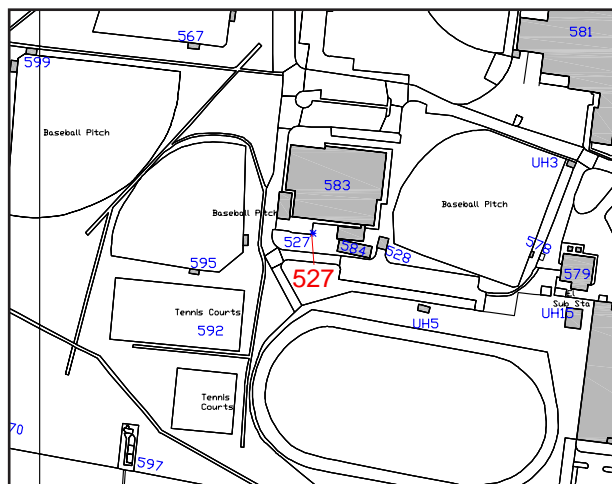 567
581
599
Baseball Pitch
UH3
583
Baseball Pitch
Baseball Pitch
527
584
528
578
595
579
527
El
Sub Sta
Tennis Courts
592
UH5
UH15
Tennis
Courts
70
597